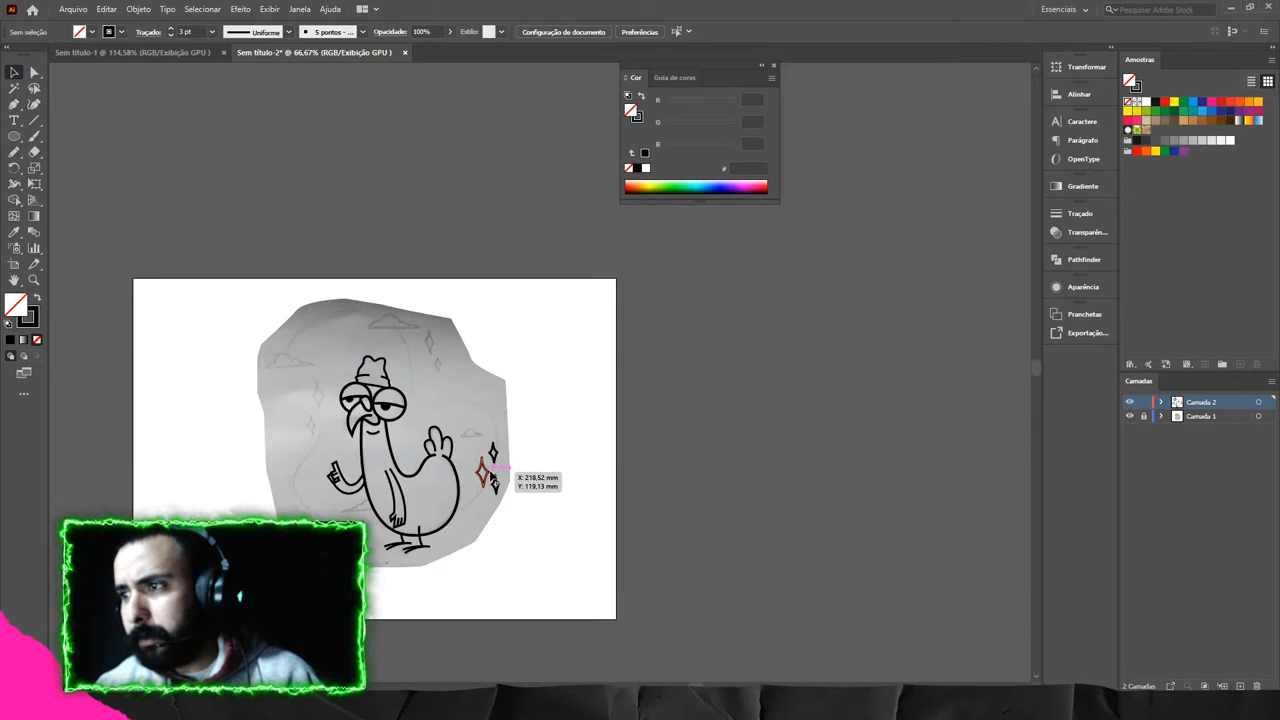 Arquivo Editar Objeto Tipo Selecionar Efeito Exibir Janela Ajuda
Essenciais
Pesquisar Adobe Stock
Sem seleção
Traçado: 3 pt
Uniforme
5 pontos -...
Opacidade: 100%
Estilo:
Configuração de documento
Preferências
Sem título-1 @ 114,58% (RGB/Exibição GPU )
Sem título-2* @ 66,67% (RGB/Exibição GPU )
Cor
Guia de cores
R
G
B
#
Transformar
Alinhar
Caractere
Parágrafo
OpenType
Gradiente
Traçado
Transparên...
Pathfinder
Aparência
Pranchetas
Exportação...
Amostras
Camadas
Camada 2
Camada 1
2 Camadas
X: 218,52 mm
Y: 119,13 mm